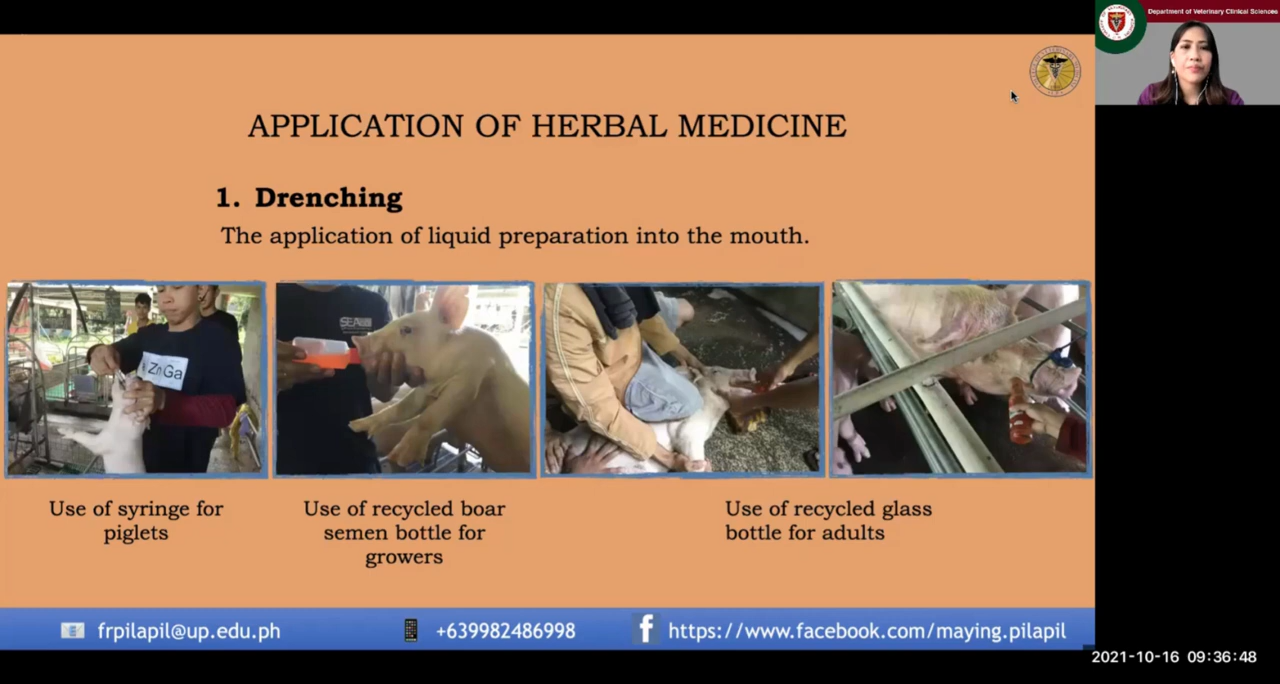 Department of Veterinary Clinical Sciences
APPLICATION OF HERBAL MEDICINE
1. Drenching
The application of liquid preparation into the mouth.
ZnGa
SEA
Use of syringe for
piglets
Use of recycled boar
semen bottle for
growers
Use of recycled glass
bottle for adults
frpilapil@up.edu.ph
+639982486998
f https://www.facebook.com/maying.pilapil
2021-10-16 09:36:48